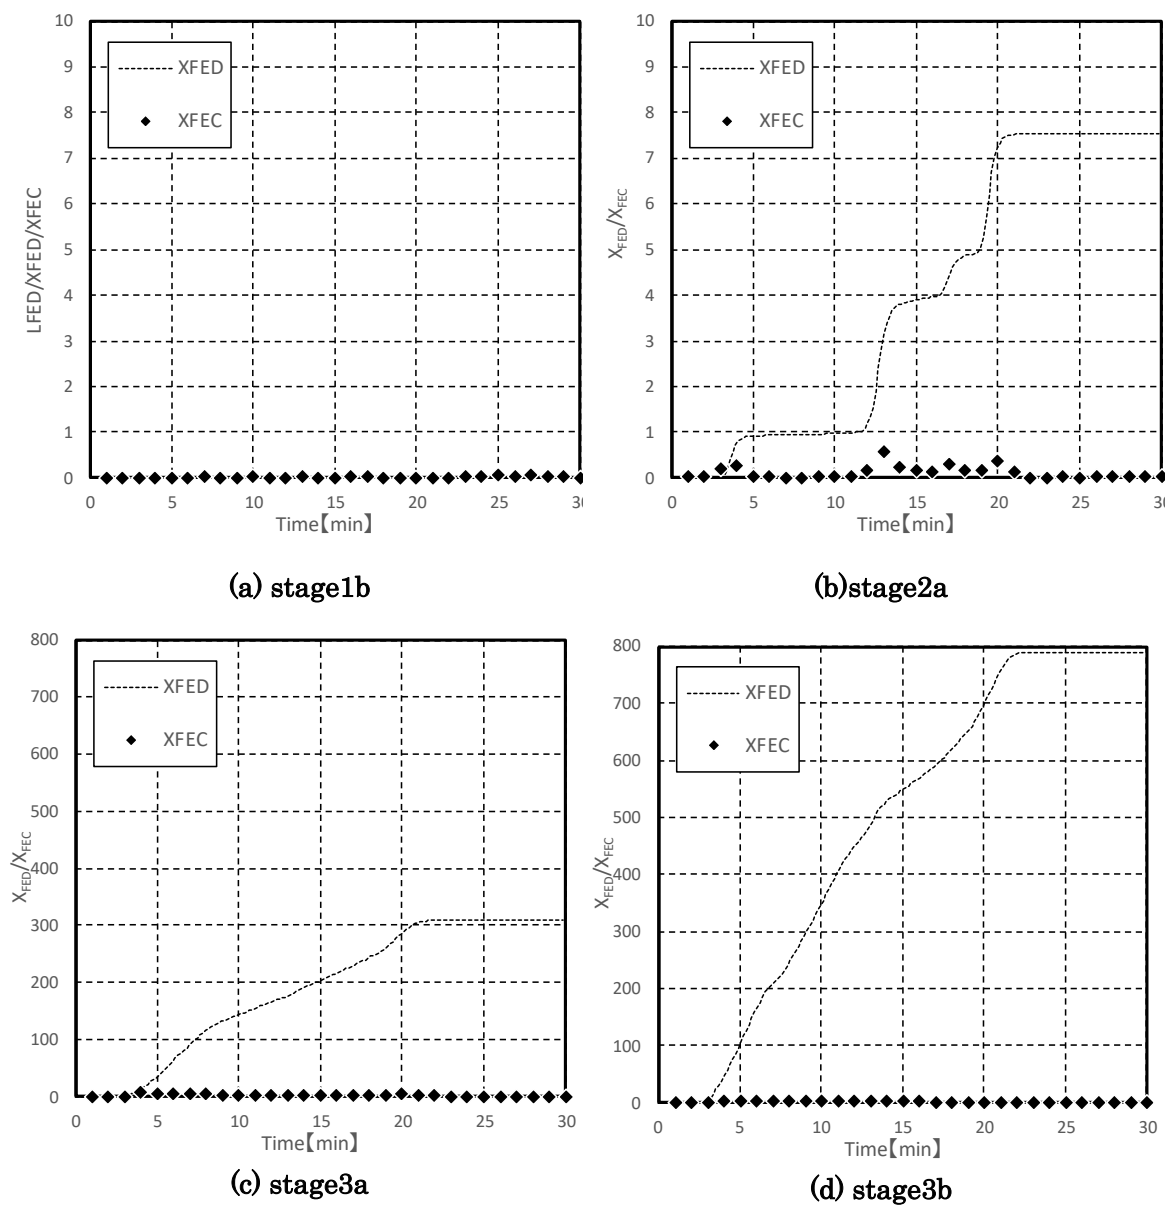 10
9
8
7
6
5
4
3
2
1
0
LFED/XFED/XFEC
XFED
XFEC
0 5 10 15 20 25 30
Time【min】
(a) stage1b
10
9
8
7
6
5
4
3
2
1
0
XFED/XFEC
XFED
XFEC
0 5 10 15 20 25 30
Time【min】
(b)stage2a
800
700
600
500
400
300
200
100
0
XFED/XFEC
XFED
XFEC
0 5 10 15 20 25 30
Time【min】
(c) stage3a
800
700
600
500
400
300
200
100
0
XFED/XFEC
XFED
XFEC
0 5 10 15 20 25 30
Time【min】
(d) stage3b